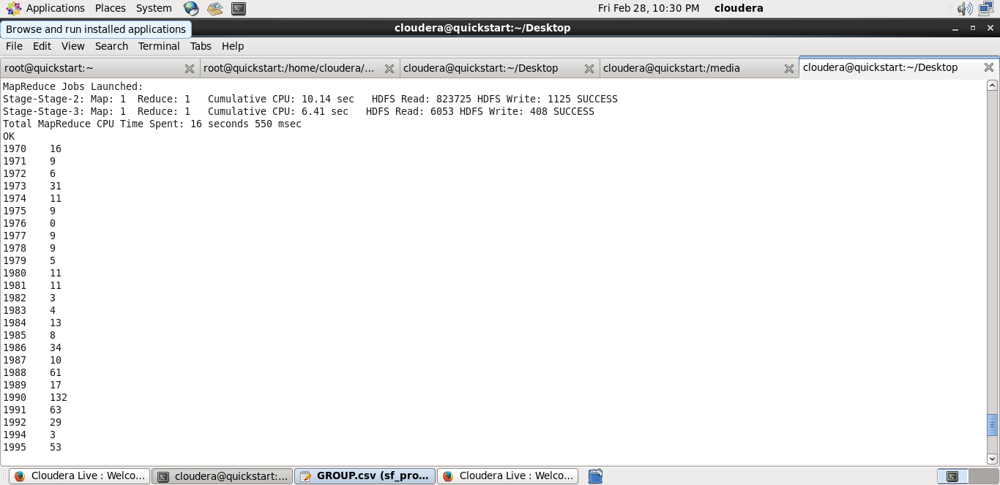 Applications Places System Fri Feb 28, 10:30 PM cloudera
Browse and run installed applications cloudera@quickstart:~/Desktop
File Edit View Search Terminal Tabs Help
root@quickstart:~ root@quickstart:/home/cloudera/... cloudera@quickstart:~/Desktop cloudera@quickstart:/media cloudera@quickstart:~/Desktop
MapReduce Jobs Launched:
Stage-Stage-2: Map: 1  Reduce: 1   Cumulative CPU: 10.14 sec   HDFS Read: 823725 HDFS Write: 1125 SUCCESS
Stage-Stage-3: Map: 1  Reduce: 1   Cumulative CPU: 6.41 sec   HDFS Read: 6053 HDFS Write: 408 SUCCESS
Total MapReduce CPU Time Spent: 16 seconds 550 msec
OK
1970    16
1971    9
1972    6
1973    31
1974    11
1975    9
1976    0
1977    9
1978    9
1979    5
1980    11
1981    11
1982    3
1983    4
1984    13
1985    8
1986    34
1987    10
1988    61
1989    17
1990    132
1991    63
1992    29
1994    3
1995    53
Cloudera Live : Welco... cloudera@quickstart:... GROUP.csv (sf_pro... Cloudera Live : Welco...